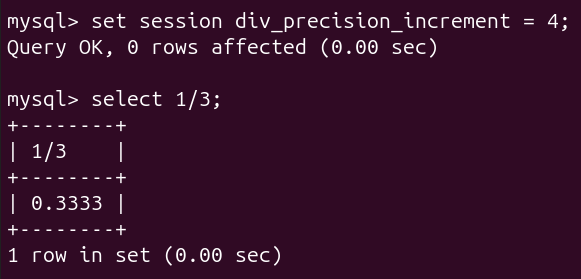 mysql> set session div_precision_increment = 4;
Query OK, 0 rows affected (0.00 sec)

mysql> select 1/3;
+--------+
| 1/3    |
+--------+
| 0.3333 |
+--------+
1 row in set (0.00 sec)